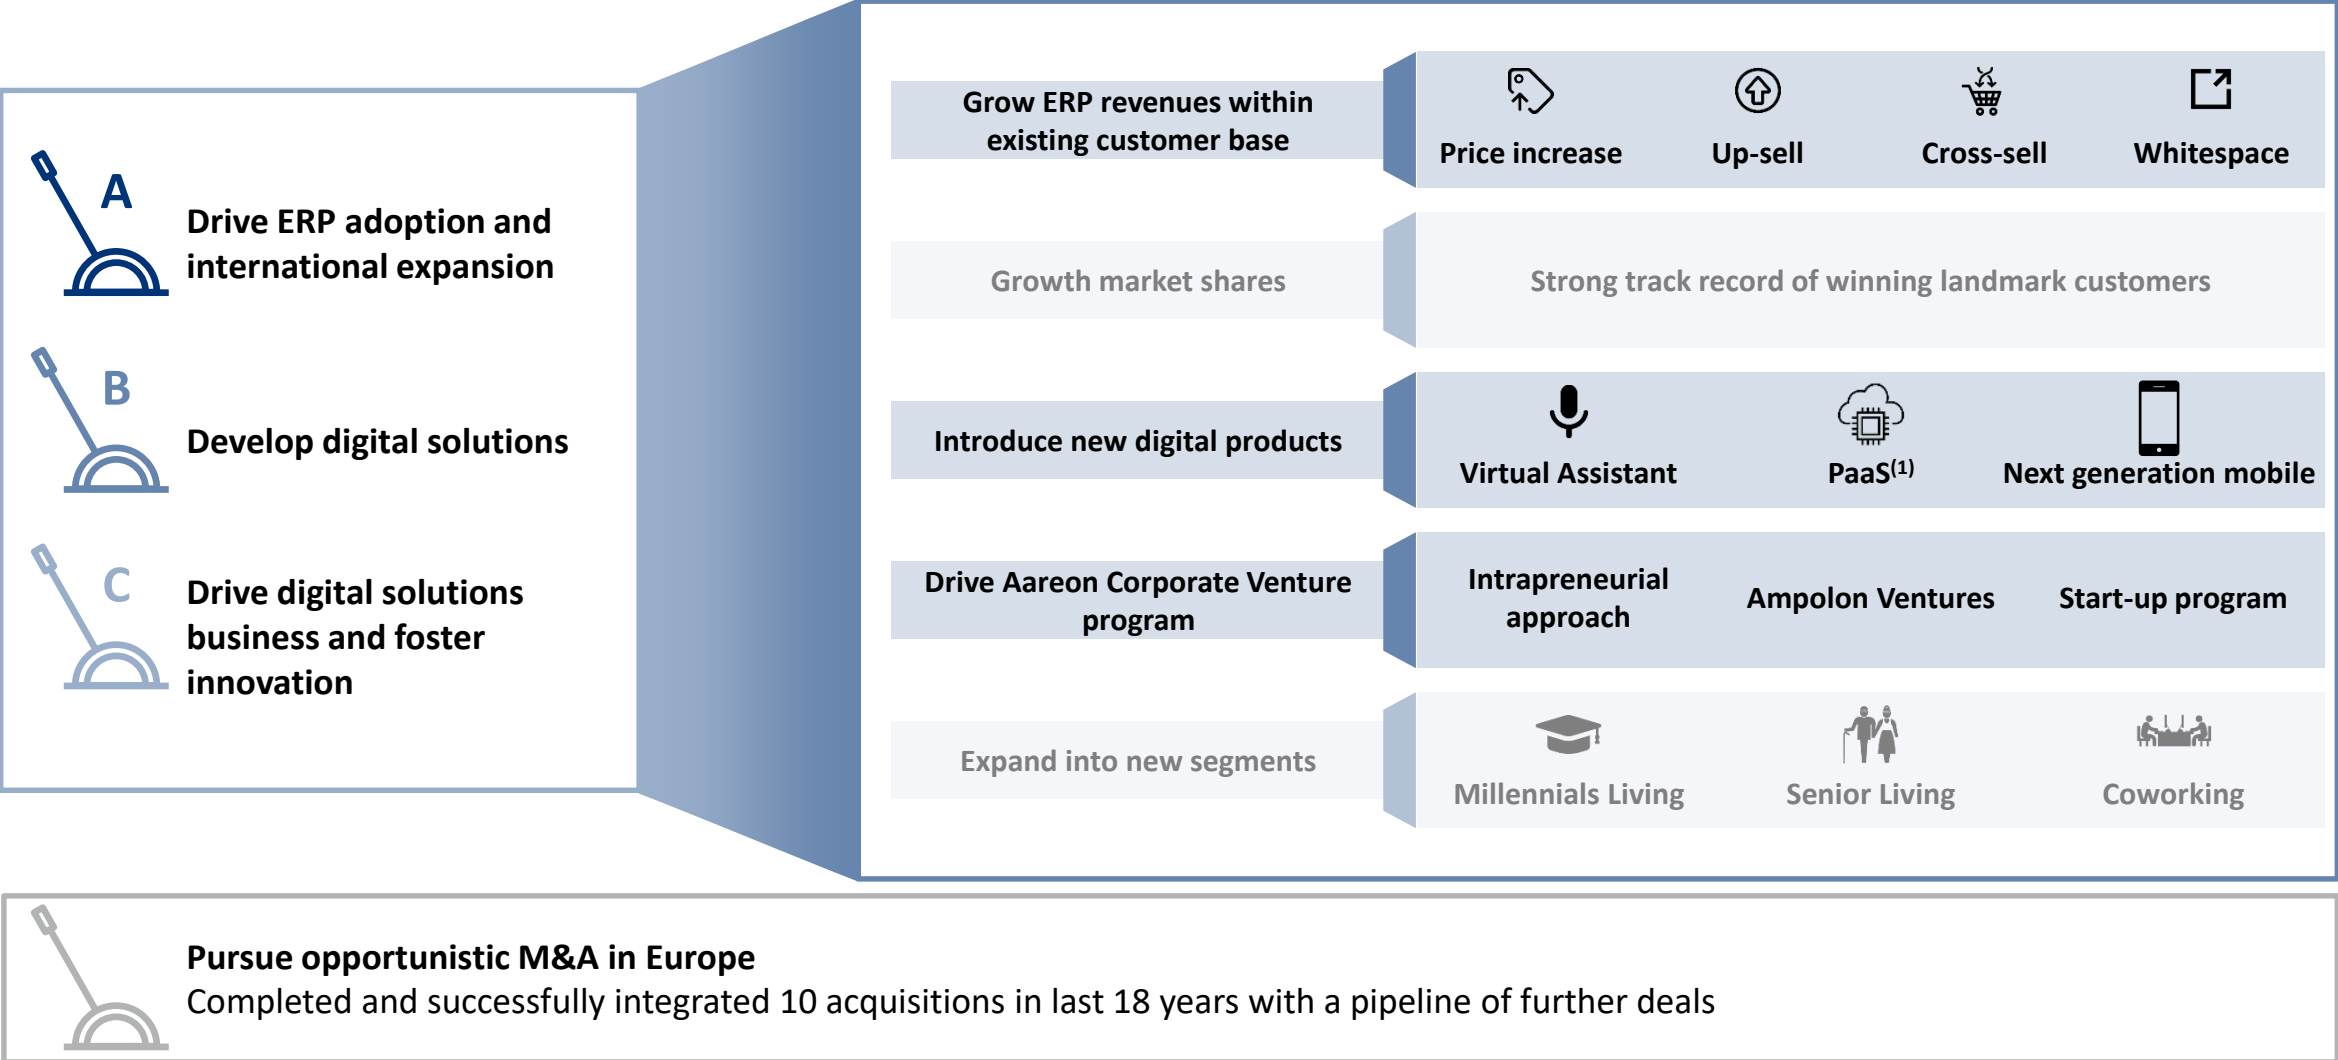 A
Drive ERP adoption and
international expansion
B
Develop digital solutions
C
Drive digital solutions
business and foster
innovation
Grow ERP revenues within
existing customer base
Price increase
Up-sell
Cross-sell
Whitespace
Growth market shares
Strong track record of winning landmark customers
Introduce new digital products
Virtual Assistant
PaaS(1)
Next generation mobile
Drive Aareon Corporate Venture
program
Intrapreneurial
approach
Ampolon Ventures
Start-up program
Expand into new segments
Millennials Living
Senior Living
Coworking
Pursue opportunistic M&A in Europe
Completed and successfully integrated 10 acquisitions in last 18 years with a pipeline of further deals